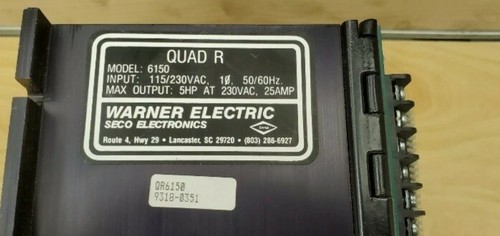 QUAD R
MODEL: 6150
INPUT: 115/230VAC, 1Ø, 50/60Hz.
MAX OUTPUT: 5HP AT 230VAC, 25AMP
WARNER ELECTRIC
SECO ELECTRONICS
Route 4, Hwy 29 • Lancaster, SC 29720 • (803) 286-6927
QR6150
9318-0351